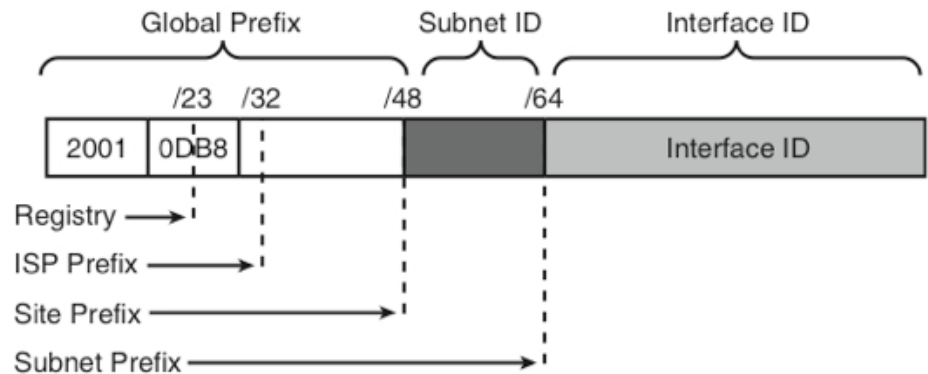 Global Prefix Subnet ID Interface ID
/23 /32 /48 /64
2001 0DB8 Interface ID
Registry
ISP Prefix
Site Prefix
Subnet Prefix